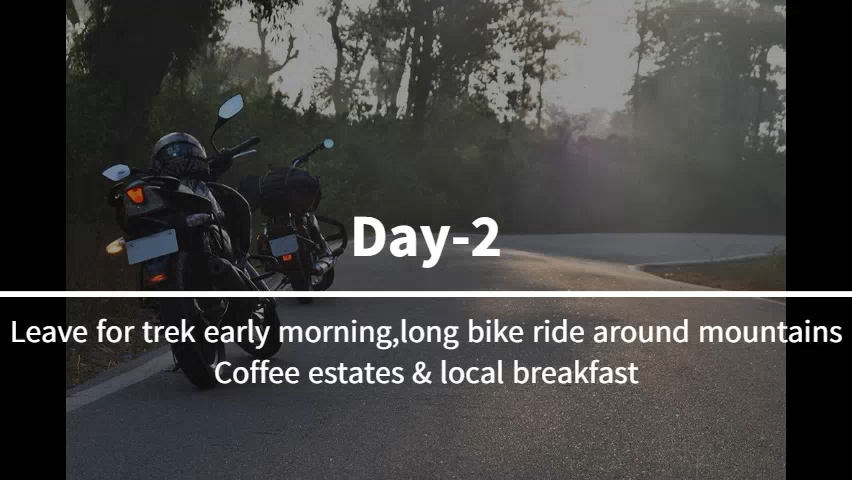 Day-2
Leave for trek early morning,long bike ride around mountains
Coffee estates & local breakfast